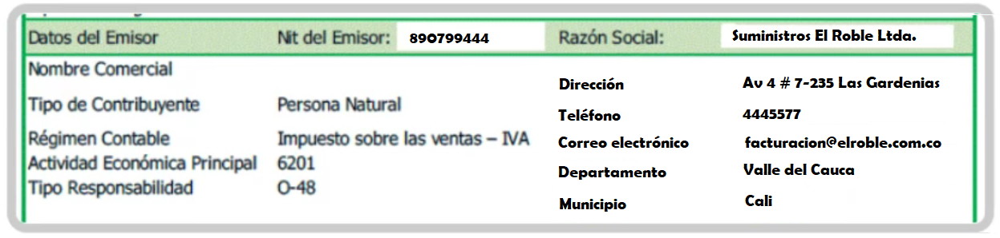 Datos del Emisor Nit del Emisor: 890799444 Razón Social: Suministros El Roble Ltda.
Nombre Comercial
Dirección Av 4 # 7-235 Las Gardenias
Tipo de Contribuyente Persona Natural
Teléfono 4445577
Régimen Contable Impuesto sobre las ventas – IVA
Correo electrónico facturacion@elroble.com.co
Actividad Económica Principal 6201
Departamento Valle del Cauca
Tipo Responsabilidad O-48
Municipio Cali